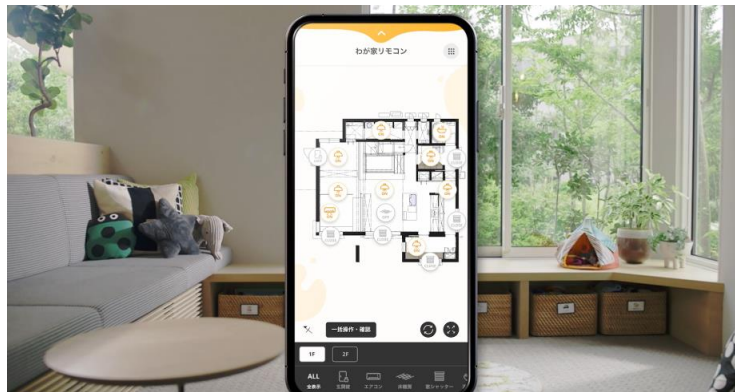 わが家リモコン
一括操作・確認
1F
2F
ALL
全表示
玄関錠
エアコン
床暖房
電シャッター